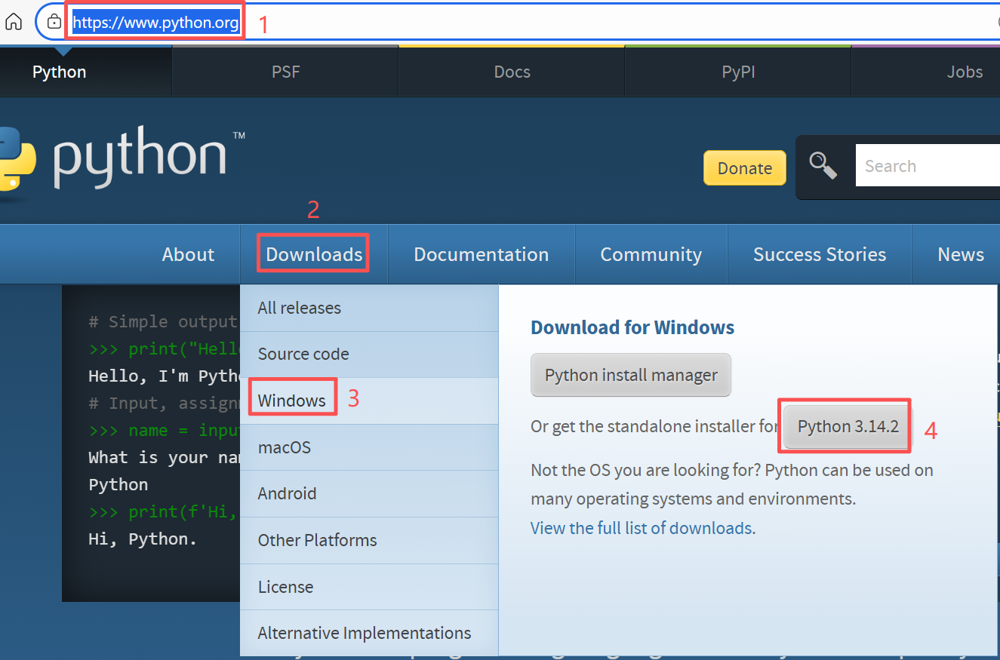 https://www.python.org 1
Python PSF Docs PyPI Jobs
python™
Donate
Search
2
About Downloads Documentation Community Success Stories News
# Simple output
>>> print("Hell
Hello, I'm Pyth
# Input, assign
>>> name = inpu
What is your na
Python
>>> print(f'Hi,
Hi, Python.
All releases
Source code
Windows 3
macOS
Android
Other Platforms
License
Alternative Implementations
Download for Windows
Python install manager
Or get the standalone installer for Python 3.14.2 4
Not the OS you are looking for? Python can be used on
many operating systems and environments.
View the full list of downloads.